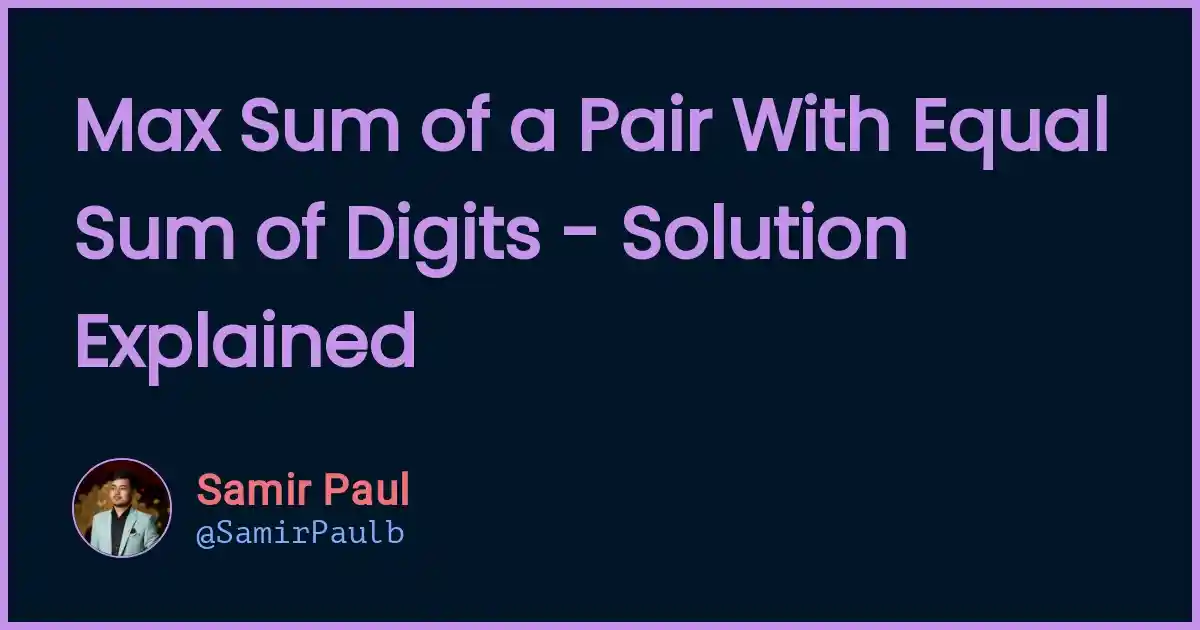 Max Sum of a Pair With Equal
Sum of Digits - Solution
Explained
Samir Paul
@SamirPaulb